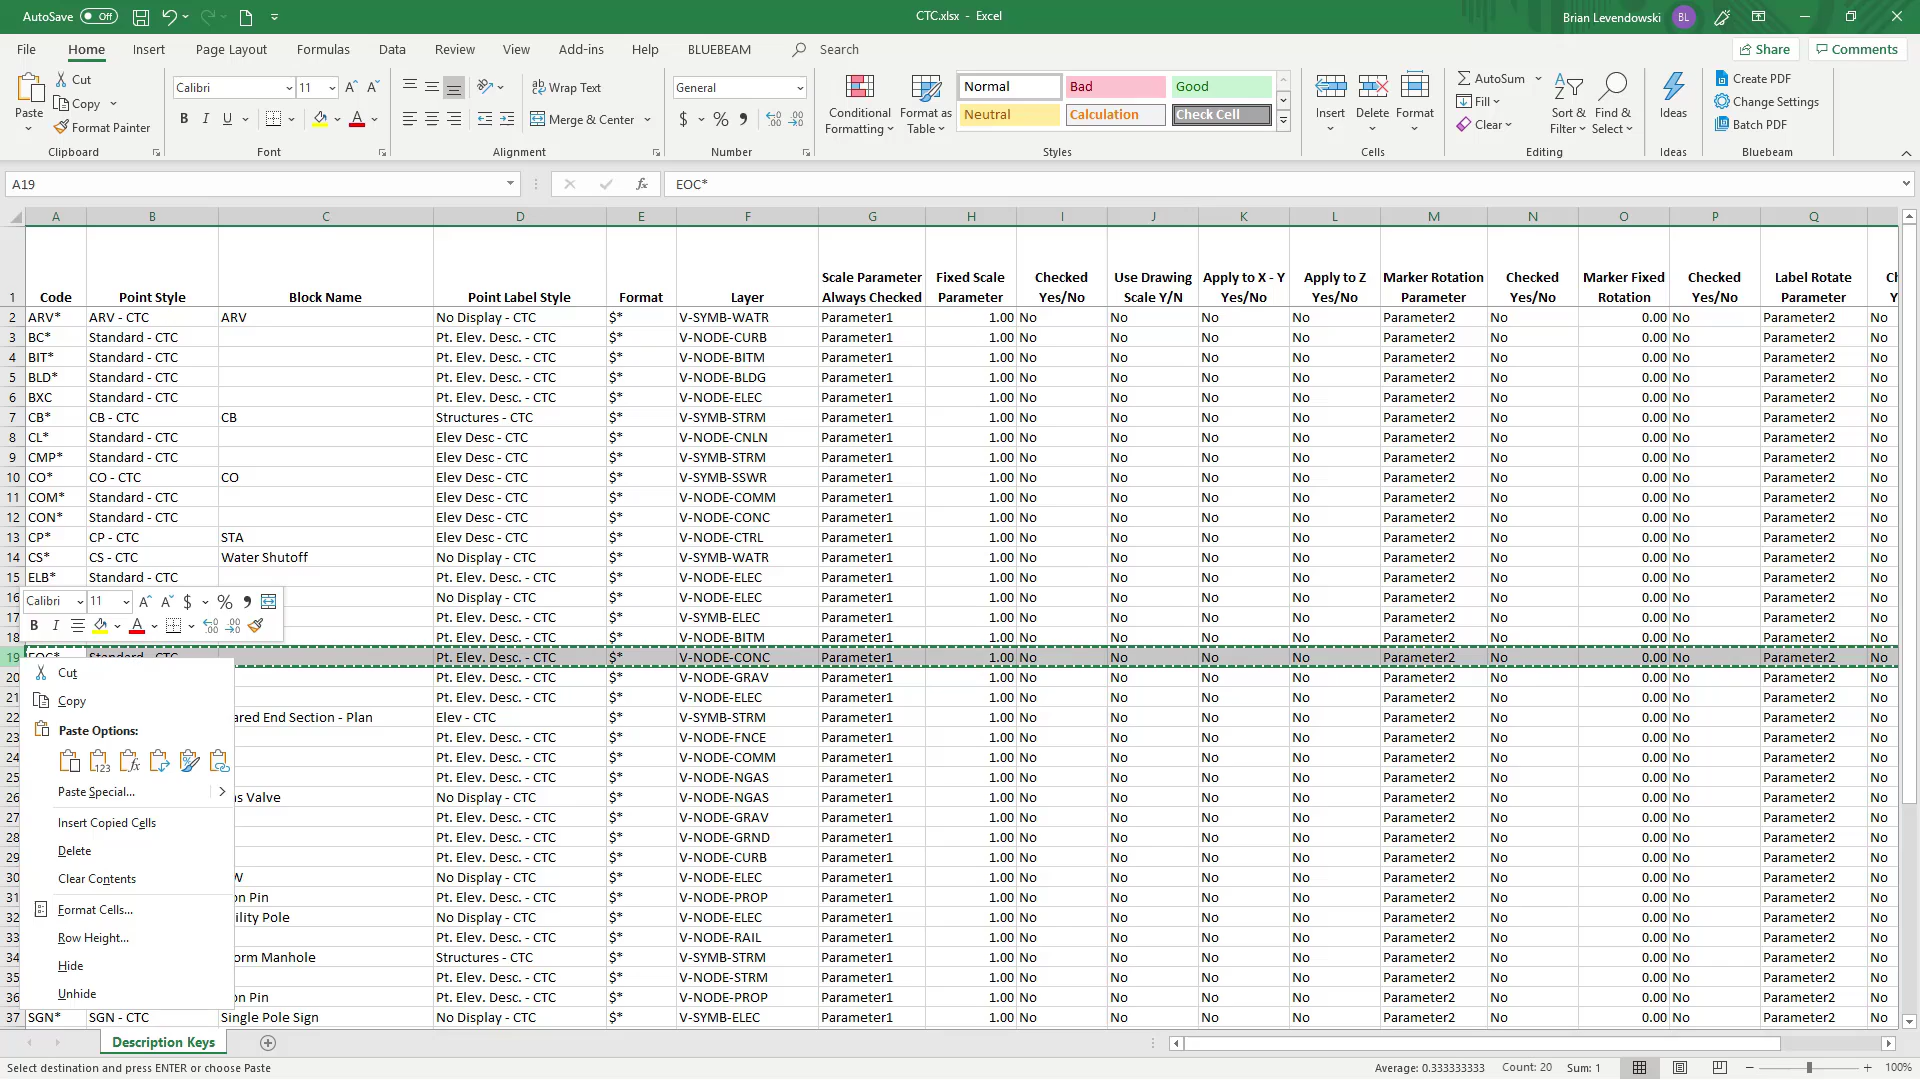 AutoSave Off CTC.xlsx - Excel Brian Levendowski BL
File Home Insert Page Layout Formulas Data Review View Add-ins Help BLUEBEAM Search Share Comments
Cut Calibri 11 Wrap Text General Normal Bad Good AutoSum Create PDF
Paste Copy Conditional Formatting Format as Table Insert Delete Format Fill Sort & Filter Find & Select Ideas Change Settings
Format Painter B I U A Merge & Center $ % Neutral Calculation Check Cell Clear Batch PDF
Clipboard Font Alignment Number Styles Cells Editing Ideas Bluebeam
A19 fx EOC*
A B C D E F G H I J K L M N O P Q
Scale Parameter Fixed Scale Checked Use Drawing Apply to X - Y Apply to Z Marker Rotation Checked Marker Fixed Checked Label Rotate
1 Code Point Style Block Name Point Label Style Format Layer Always Checked Parameter Yes/No Scale Y/N Yes/No Yes/No Parameter Yes/No Rotation Yes/No Parameter
2 ARV* ARV - CTC ARV No Display - CTC $* V-SYMB-WATR Parameter1 1.00 No No No No Parameter2 No 0.00 No Parameter2 No
3 BC* Standard - CTC Pt. Elev. Desc. - CTC $* V-NODE-CURB Parameter1 1.00 No No No No Parameter2 No 0.00 No Parameter2 No
4 BIT* Standard - CTC Pt. Elev. Desc. - CTC $* V-NODE-BITM Parameter1 1.00 No No No No Parameter2 No 0.00 No Parameter2 No
5 BLD* Standard - CTC Pt. Elev. Desc. - CTC $* V-NODE-BLDG Parameter1 1.00 No No No No Parameter2 No 0.00 No Parameter2 No
6 BXC Standard - CTC Pt. Elev. Desc. - CTC $* V-NODE-ELEC Parameter1 1.00 No No No No Parameter2 No 0.00 No Parameter2 No
7 CB* CB - CTC CB Structures - CTC $* V-SYMB-STRM Parameter1 1.00 No No No No Parameter2 No 0.00 No Parameter2 No
8 CL* Standard - CTC Elev Desc - CTC $* V-NODE-CNLN Parameter1 1.00 No No No No Parameter2 No 0.00 No Parameter2 No
9 CMP* Standard - CTC Elev Desc - CTC $* V-SYMB-STRM Parameter1 1.00 No No No No Parameter2 No 0.00 No Parameter2 No
10 CO* CO - CTC CO Elev Desc - CTC $* V-SYMB-SSWR Parameter1 1.00 No No No No Parameter2 No 0.00 No Parameter2 No
11 COM* Standard - CTC Elev Desc - CTC $* V-NODE-COMM Parameter1 1.00 No No No No Parameter2 No 0.00 No Parameter2 No
12 CON* Standard - CTC Elev Desc - CTC $* V-NODE-CONC Parameter1 1.00 No No No No Parameter2 No 0.00 No Parameter2 No
13 CP* CP - CTC STA Elev Desc - CTC $* V-NODE-CTRL Parameter1 1.00 No No No No Parameter2 No 0.00 No Parameter2 No
14 CS* CS - CTC Water Shutoff No Display - CTC $* V-SYMB-WATR Parameter1 1.00 No No No No Parameter2 No 0.00 No Parameter2 No
15 ELB* Standard - CTC Pt. Elev. Desc. - CTC $* V-NODE-ELEC Parameter1 1.00 No No No No Parameter2 No 0.00 No Parameter2 No
16 Calibri 11 $ % No Display - CTC $* V-NODE-ELEC Parameter1 1.00 No No No No Parameter2 No 0.00 No Parameter2 No
17 B I A Pt. Elev. Desc. - CTC $* V-SYMB-ELEC Parameter1 1.00 No No No No Parameter2 No 0.00 No Parameter2 No
18 Pt. Elev. Desc. - CTC $* V-NODE-BITM Parameter1 1.00 No No No No Parameter2 No 0.00 No Parameter2 No
19 EOC* Standard - CTC Pt. Elev. Desc. - CTC $* V-NODE-CONC Parameter1 1.00 No No No No Parameter2 No 0.00 No Parameter2 No
20 Pt. Elev. Desc. - CTC $* V-NODE-GRAV Parameter1 1.00 No No No No Parameter2 No 0.00 No Parameter2 No
21 Pt. Elev. Desc. - CTC $* V-NODE-ELEC Parameter1 1.00 No No No No Parameter2 No 0.00 No Parameter2 No
22 ared End Section - Plan Elev - CTC $* V-SYMB-STRM Parameter1 1.00 No No No No Parameter2 No 0.00 No Parameter2 No
23 Pt. Elev. Desc. - CTC $* V-NODE-FNCE Parameter1 1.00 No No No No Parameter2 No 0.00 No Parameter2 No
24 Pt. Elev. Desc. - CTC $* V-NODE-COMM Parameter1 1.00 No No No No Parameter2 No 0.00 No Parameter2 No
25 Pt. Elev. Desc. - CTC $* V-NODE-NGAS Parameter1 1.00 No No No No Parameter2 No 0.00 No Parameter2 No
26 as Valve No Display - CTC $* V-NODE-NGAS Parameter1 1.00 No No No No Parameter2 No 0.00 No Parameter2 No
27 Pt. Elev. Desc. - CTC $* V-NODE-GRAV Parameter1 1.00 No No No No Parameter2 No 0.00 No Parameter2 No
28 Pt. Elev. Desc. - CTC $* V-NODE-GRND Parameter1 1.00 No No No No Parameter2 No 0.00 No Parameter2 No
29 Pt. Elev. Desc. - CTC $* V-NODE-CURB Parameter1 1.00 No No No No Parameter2 No 0.00 No Parameter2 No
30 W No Display - CTC $* V-NODE-ELEC Parameter1 1.00 No No No No Parameter2 No 0.00 No Parameter2 No
31 on Pin Pt. Elev. Desc. - CTC $* V-NODE-PROP Parameter1 1.00 No No No No Parameter2 No 0.00 No Parameter2 No
32 ility Pole No Display - CTC $* V-NODE-ELEC Parameter1 1.00 No No No No Parameter2 No 0.00 No Parameter2 No
33 Pt. Elev. Desc. - CTC $* V-NODE-RAIL Parameter1 1.00 No No No No Parameter2 No 0.00 No Parameter2 No
34 orm Manhole Structures - CTC $* V-SYMB-STRM Parameter1 1.00 No No No No Parameter2 No 0.00 No Parameter2 No
35 Pt. Elev. Desc. - CTC $* V-NODE-STRM Parameter1 1.00 No No No No Parameter2 No 0.00 No Parameter2 No
36 on Pin Pt. Elev. Desc. - CTC $* V-NODE-PROP Parameter1 1.00 No No No No Parameter2 No 0.00 No Parameter2 No
37 SGN* SGN - CTC Single Pole Sign No Display - CTC $* V-SYMB-ELEC Parameter1 1.00 No No No No Parameter2 No 0.00 No Parameter2 No
Cut
Copy
Paste Options:
Paste Special...
Insert Copied Cells
Delete
Clear Contents
Format Cells...
Row Height...
Hide
Unhide
Description Keys
Select destination and press ENTER or choose Paste Average: 0.333333333 Count: 20 Sum: 1 100%